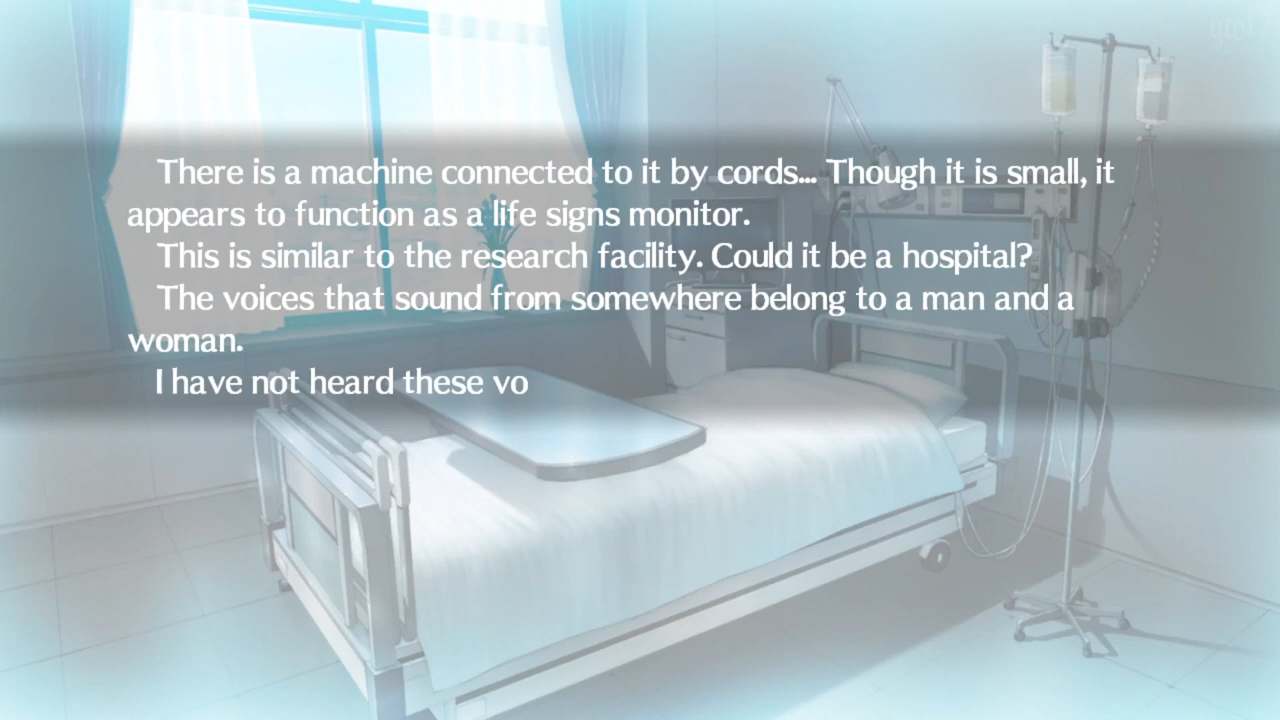 There is a machine connected to it by cords... Though it is small, it
appears to function as a life signs monitor.
This is similar to the research facility. Could it be a hospital?
The voices that sound from somewhere belong to a man and a
woman.
I have not heard these vo